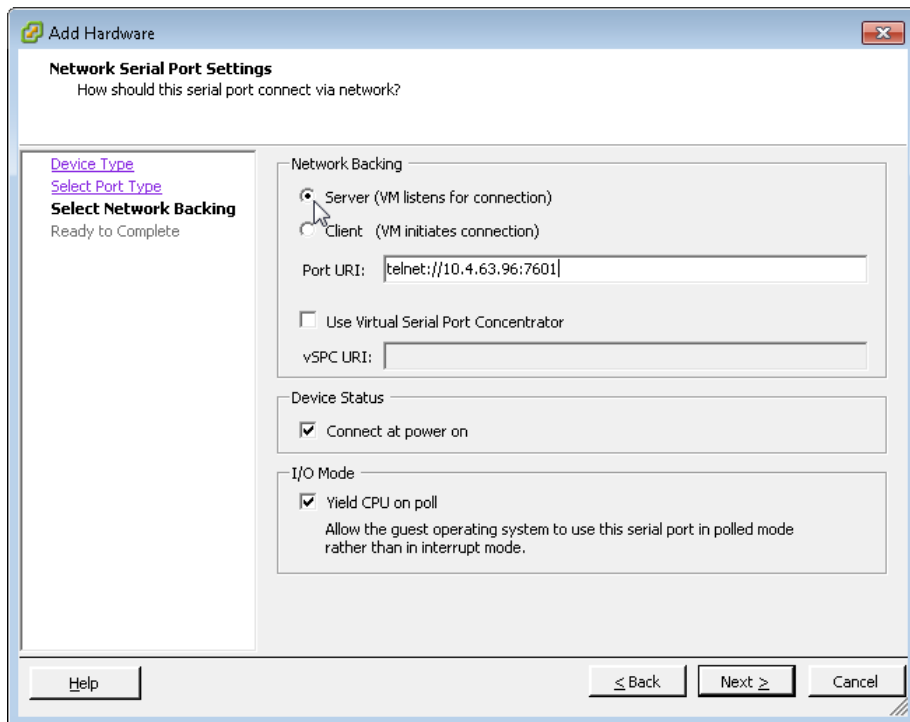 Add Hardware
Network Serial Port Settings
How should this serial port connect via network?
Device Type
Select Port Type
Select Network Backing
Ready to Complete
Network Backing
Server (VM listens for connection)
Client (VM initiates connection)
Port URI: telnet://10.4.63.96:7601
Use Virtual Serial Port Concentrator
vSPC URI:
Device Status
Connect at power on
I/O Mode
Yield CPU on poll
Allow the guest operating system to use this serial port in polled mode
rather than in interrupt mode.
Help
< Back
Next >
Cancel